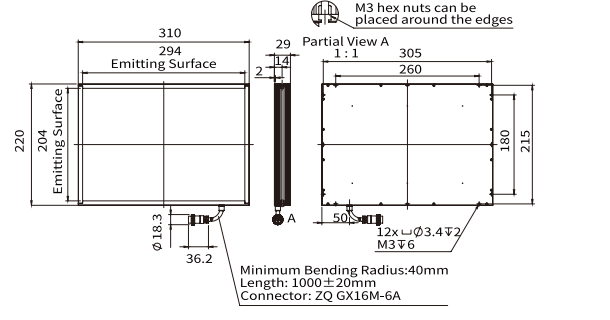 M3 hex nuts can be
placed around the edges
310
294
Emitting Surface
29
14
2
Partial View A
1 : 1
305
260
220
204
Emitting Surface
180
215
A
50
Ø18.3
36.2
12x ⌴Ø3.4↧2
M3↧6
Minimum Bending Radius:40mm
Length: 1000±20mm
Connector: ZQ GX16M-6A